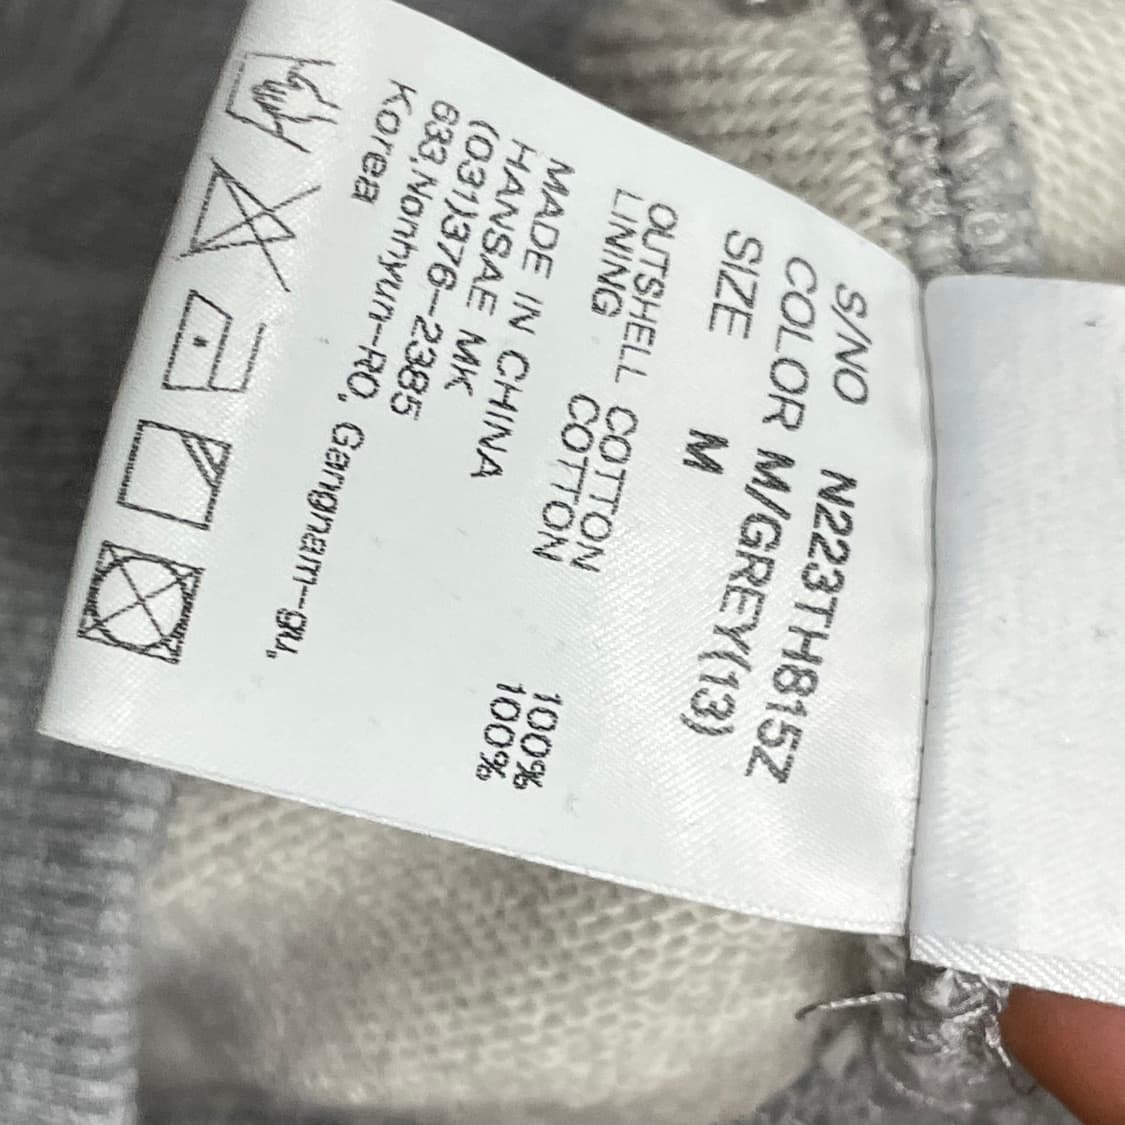 S/NO N223TH815Z
COLOR M/GREY(13)
SIZE M
OUTSHELL COTTON 100%
LINING COTTON 100%
MADE IN CHINA
HANSAE MK
(031)376-2385
633,Nonhyun-RO, Gangnam-gu,
Korea